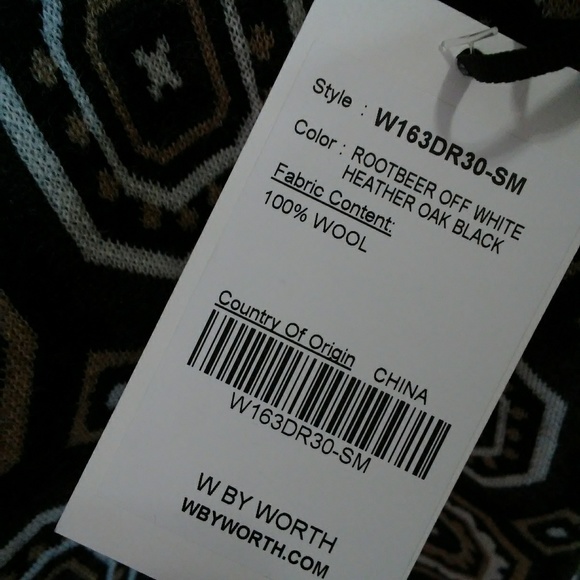 Style : W163DR30-SM
Color : ROOTBEER OFF WHITE
HEATHER OAK BLACK
Fabric Content:
100% WOOL
Country Of Origin CHINA
W163DR30-SM
W BY WORTH
WBYWORTH.COM